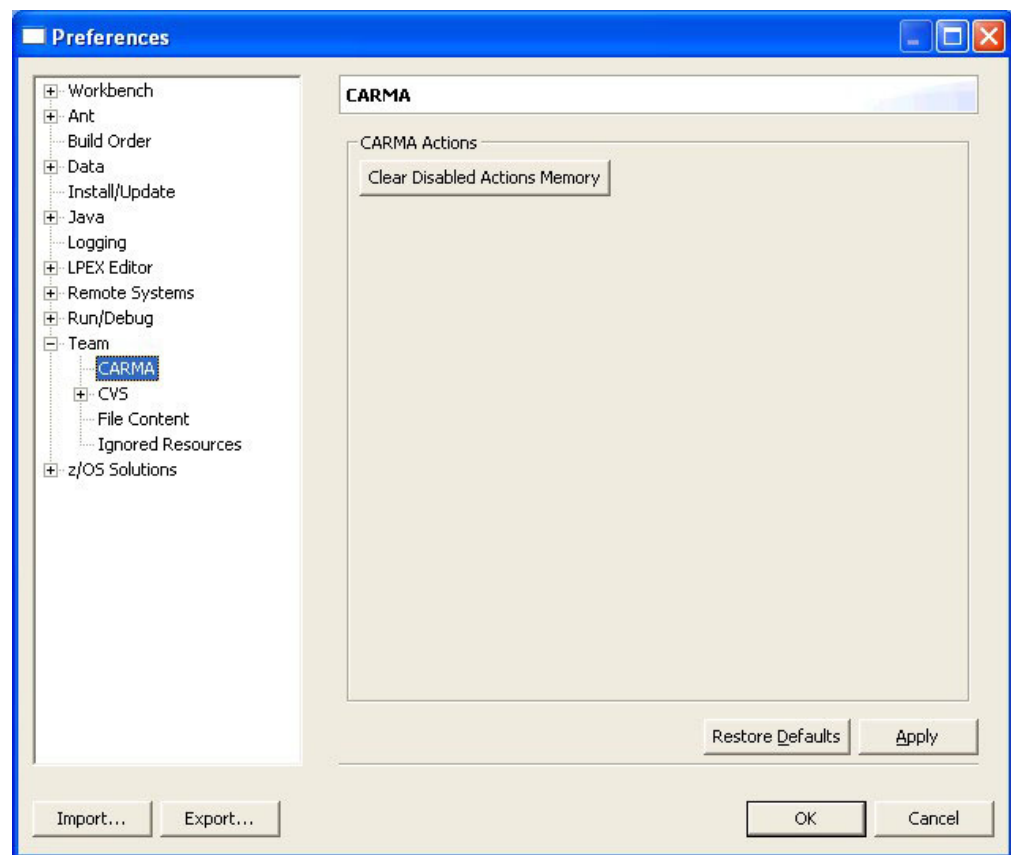 Preferences
Workbench
Ant
Build Order
Data
Install/Update
Java
Logging
LPEX Editor
Remote Systems
Run/Debug
Team
CARMA
CVS
File Content
Ignored Resources
z/OS Solutions
CARMA
CARMA Actions
Clear Disabled Actions Memory
Restore Defaults
Apply
Import...
Export...
OK
Cancel